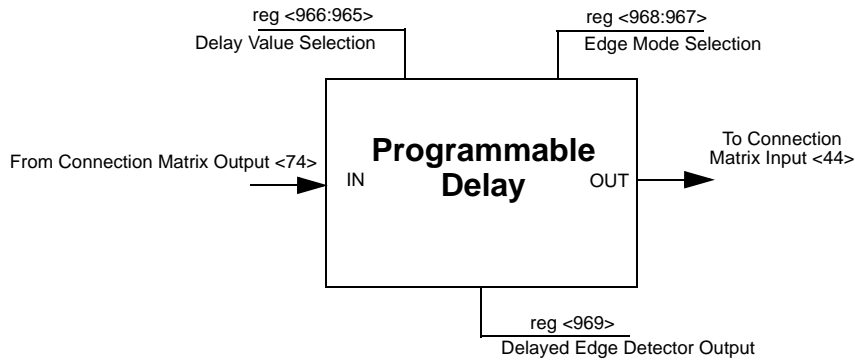 reg <966:965>
Delay Value Selection
reg <968:967>
Edge Mode Selection
From Connection Matrix Output <74>
IN
Programmable
Delay
OUT
To Connection
Matrix Input <44>
reg <969>
Delayed Edge Detector Output